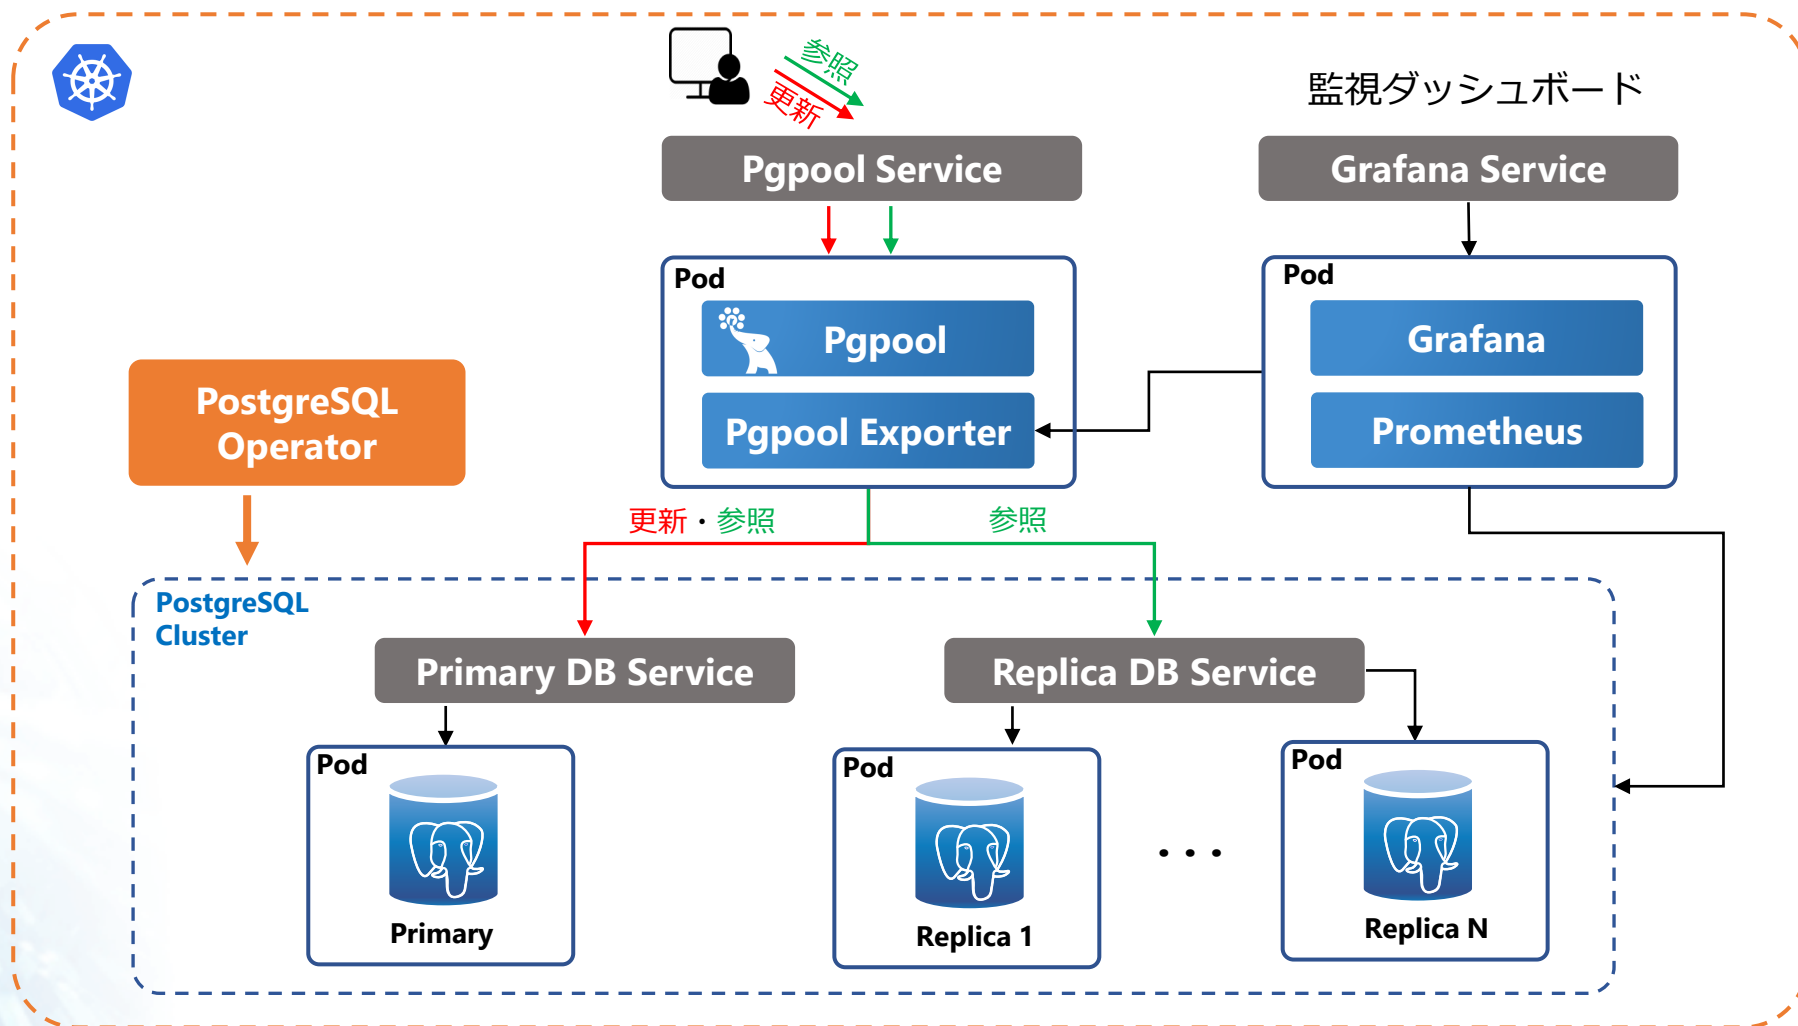 参照
更新
監視ダッシュボード
Pgpool Service
Grafana Service
Pod
Pgpool
Pgpool Exporter
Pod
Grafana
Prometheus
PostgreSQL
Operator
更新・参照
参照
PostgreSQL
Cluster
Primary DB Service
Replica DB Service
Pod
Primary
Pod
Replica 1
...
Pod
Replica N